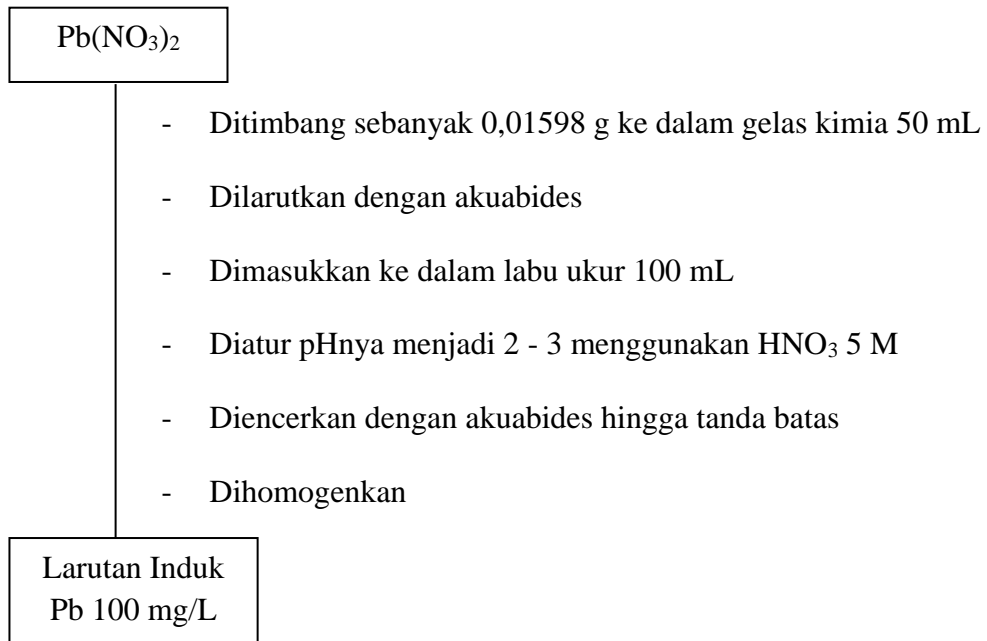 Pb(NO₃)₂
- Ditimbang sebanyak 0,01598 g ke dalam gelas kimia 50 mL
- Dilarutkan dengan akuabides
- Dimasukkan ke dalam labu ukur 100 mL
- Diatur pHnya menjadi 2 - 3 menggunakan HNO₃ 5 M
- Diencerkan dengan akuabides hingga tanda batas
- Dihomogenkan
Larutan Induk
Pb 100 mg/L